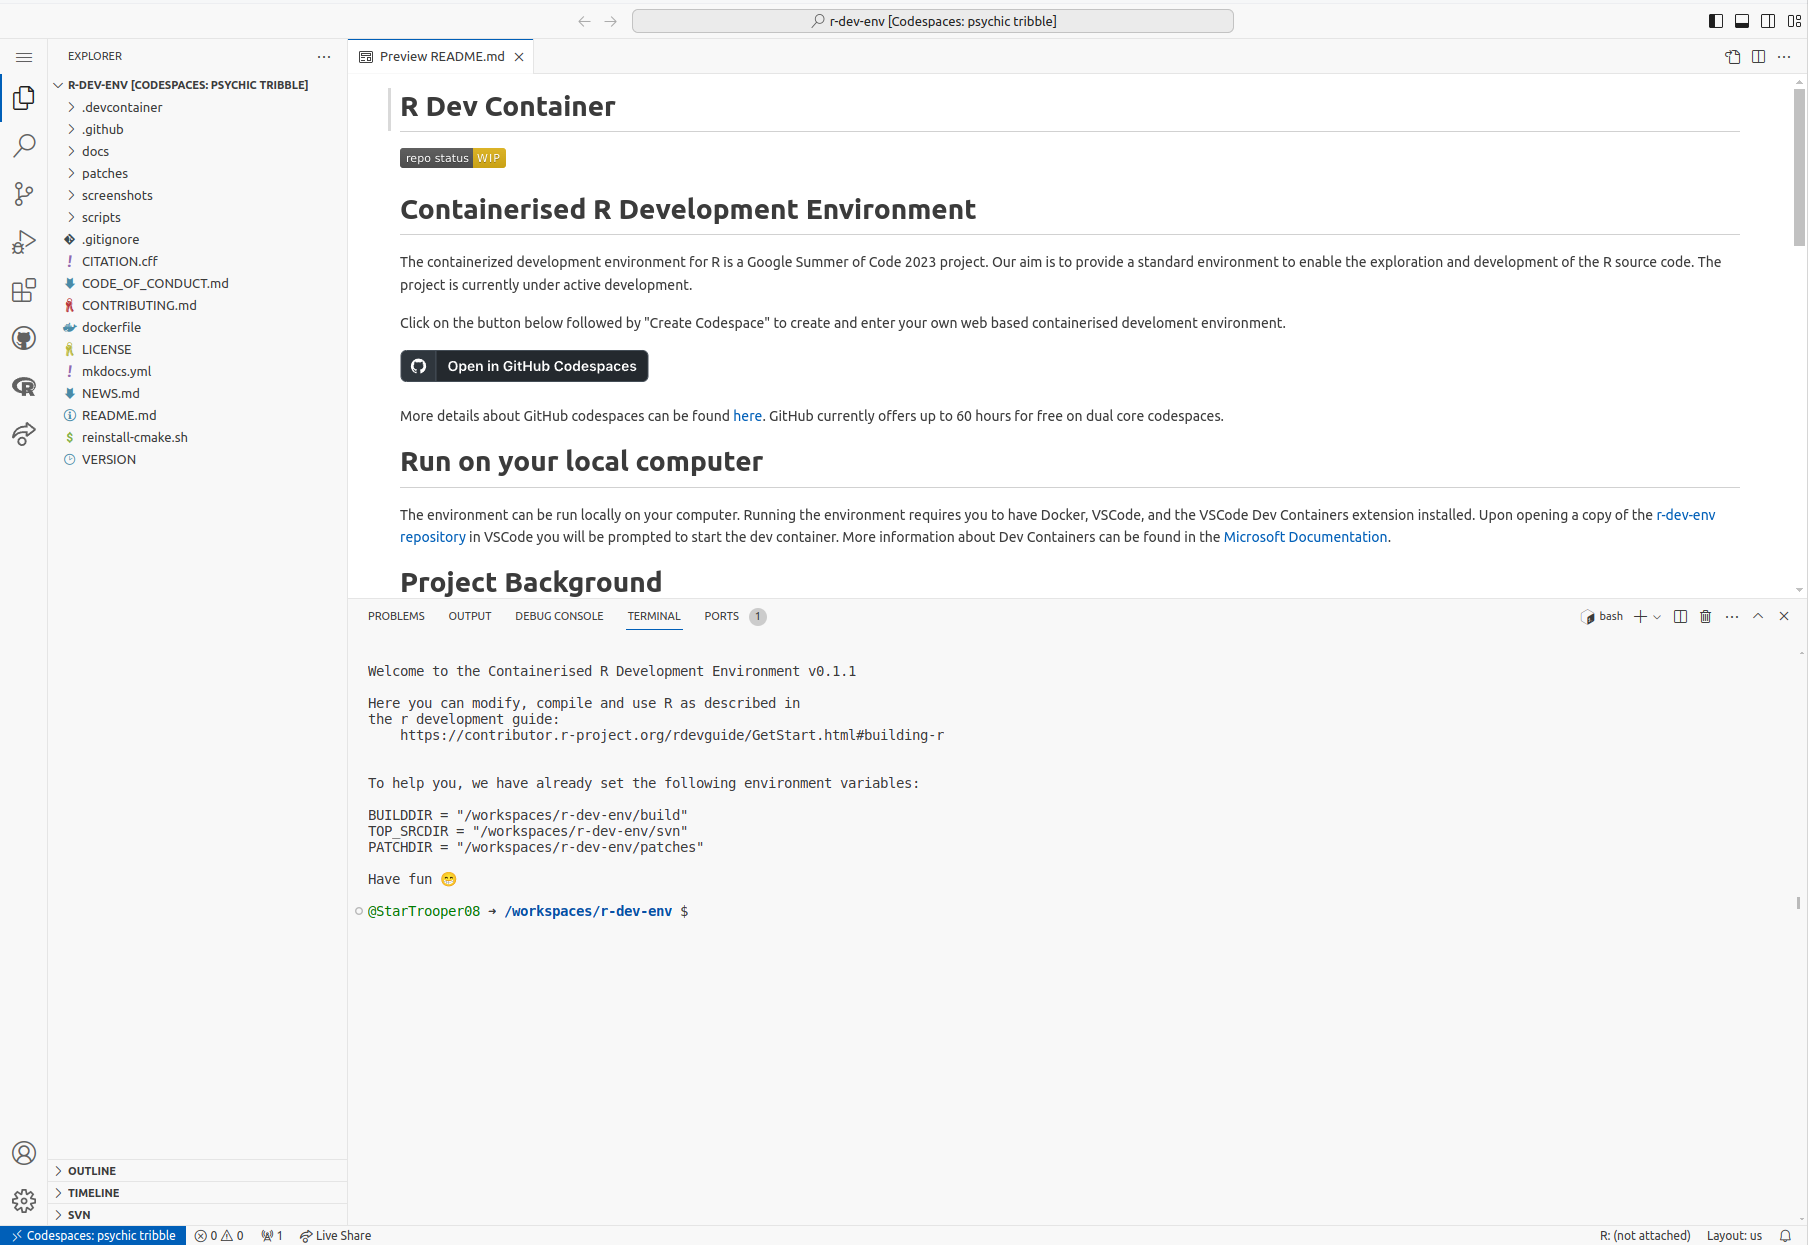 r-dev-env [Codespaces: psychic tribble]
EXPLORER
R-DEV-ENV [CODESPACES: PSYCHIC TRIBBLE]
.devcontainer
.github
docs
patches
screenshots
scripts
.gitignore
CITATION.cff
CODE_OF_CONDUCT.md
CONTRIBUTING.md
dockerfile
LICENSE
mkdocs.yml
NEWS.md
README.md
reinstall-cmake.sh
VERSION
OUTLINE
TIMELINE
SVN
Preview README.md
R Dev Container
repo status WIP
Containerised R Development Environment
The containerized development environment for R is a Google Summer of Code 2023 project. Our aim is to provide a standard environment to enable the exploration and development of the R source code. The
project is currently under active development.
Click on the button below followed by "Create Codespace" to create and enter your own web based containerised develoment environment.
Open in GitHub Codespaces
More details about GitHub codespaces can be found here. GitHub currently offers up to 60 hours for free on dual core codespaces.
Run on your local computer
The environment can be run locally on your computer. Running the environment requires you to have Docker, VSCode, and the VSCode Dev Containers extension installed. Upon opening a copy of the r-dev-env
repository in VSCode you will be prompted to start the dev container. More information about Dev Containers can be found in the Microsoft Documentation.
Project Background
PROBLEMS OUTPUT DEBUG CONSOLE TERMINAL PORTS 1
bash
Welcome to the Containerised R Development Environment v0.1.1
Here you can modify, compile and use R as described in
the r development guide:
https://contributor.r-project.org/rdevguide/GetStart.html#building-r
To help you, we have already set the following environment variables:
BUILDDIR = "/workspaces/r-dev-env/build"
TOP_SRCDIR = "/workspaces/r-dev-env/svn"
PATCHDIR = "/workspaces/r-dev-env/patches"
Have fun 😁
@StarTrooper08 ➜ /workspaces/r-dev-env $
Codespaces: psychic tribble 0 0 1 Live Share
R: (not attached) Layout: us